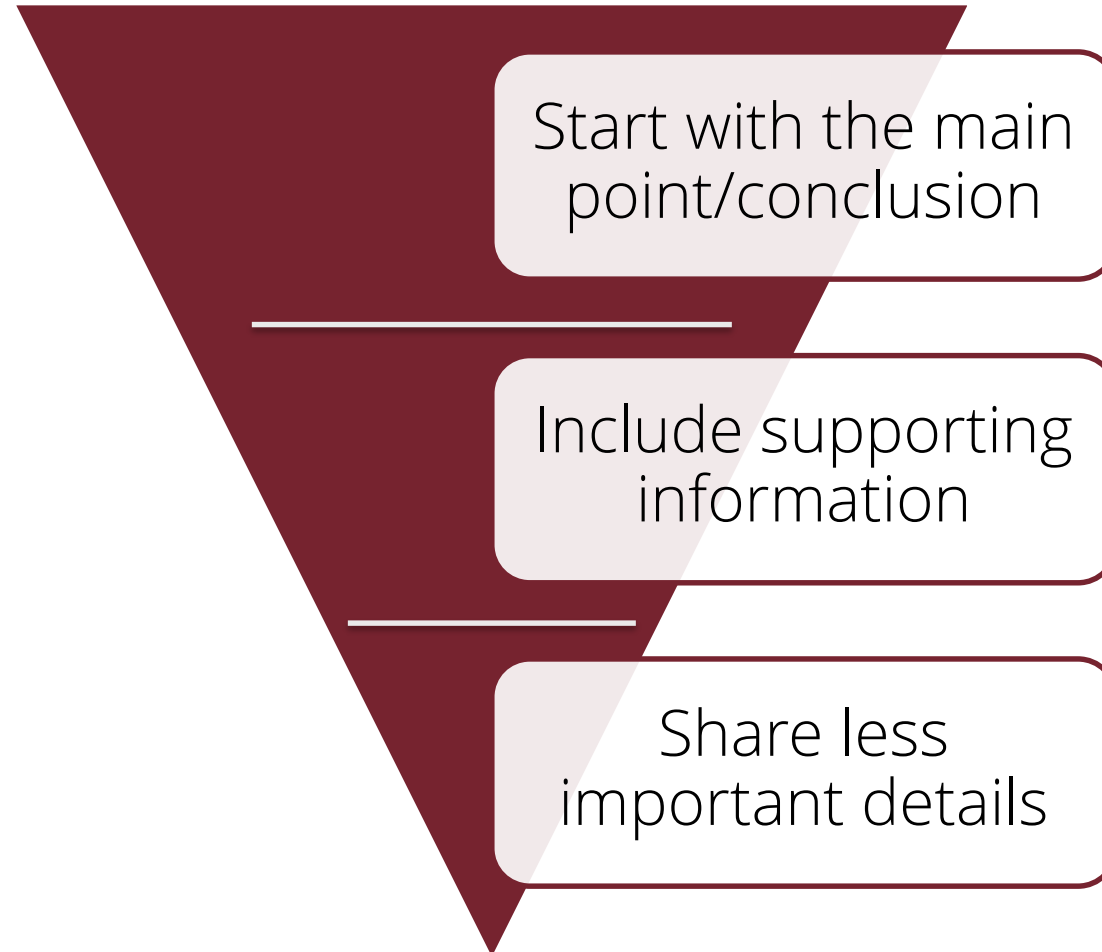 Start with the main
point/conclusion
Include supporting
information
Share less
important details